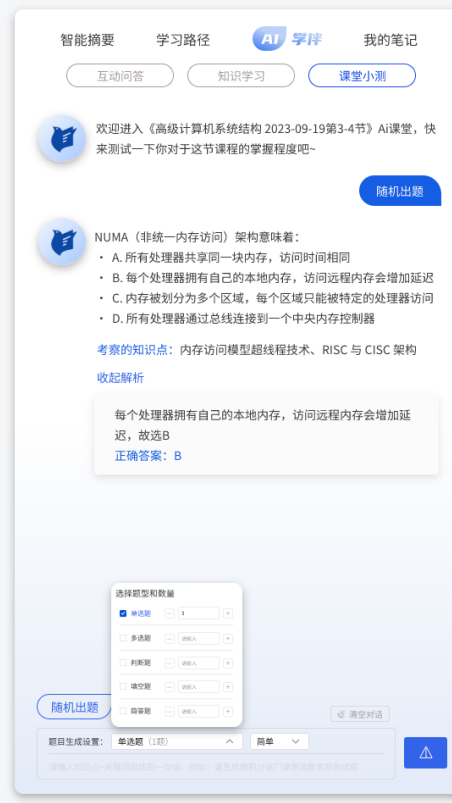 智能摘要 学习路径 AI 学伴 我的笔记
互动问答 知识学习 课堂小测
欢迎进入《高级计算机系统结构 2023-09-19第3-4节》Ai课堂，快
来测试一下你对于这节课程的掌握程度吧~
随机出题
NUMA（非统一内存访问）架构意味着：
· A. 所有处理器共享同一块内存，访问时间相同
· B. 每个处理器拥有自己的本地内存，访问远程内存会增加延迟
· C. 内存被划分为多个区域，每个区域只能被特定的处理器访问
· D. 所有处理器通过总线连接到一个中央内存控制器
考察的知识点：内存访问模型超线程技术、RISC 与 CISC 架构
收起解析
每个处理器拥有自己的本地内存，访问远程内存会增加延
迟，故选B
正确答案：B
选择题型和数量
单选题 − 1 +
多选题 − 请输入 +
判断题 − 请输入 +
填空题 − 请输入 +
简答题 − 请输入 +
随机出题
清空对话
题目生成设置： 单选题（1题） 简单